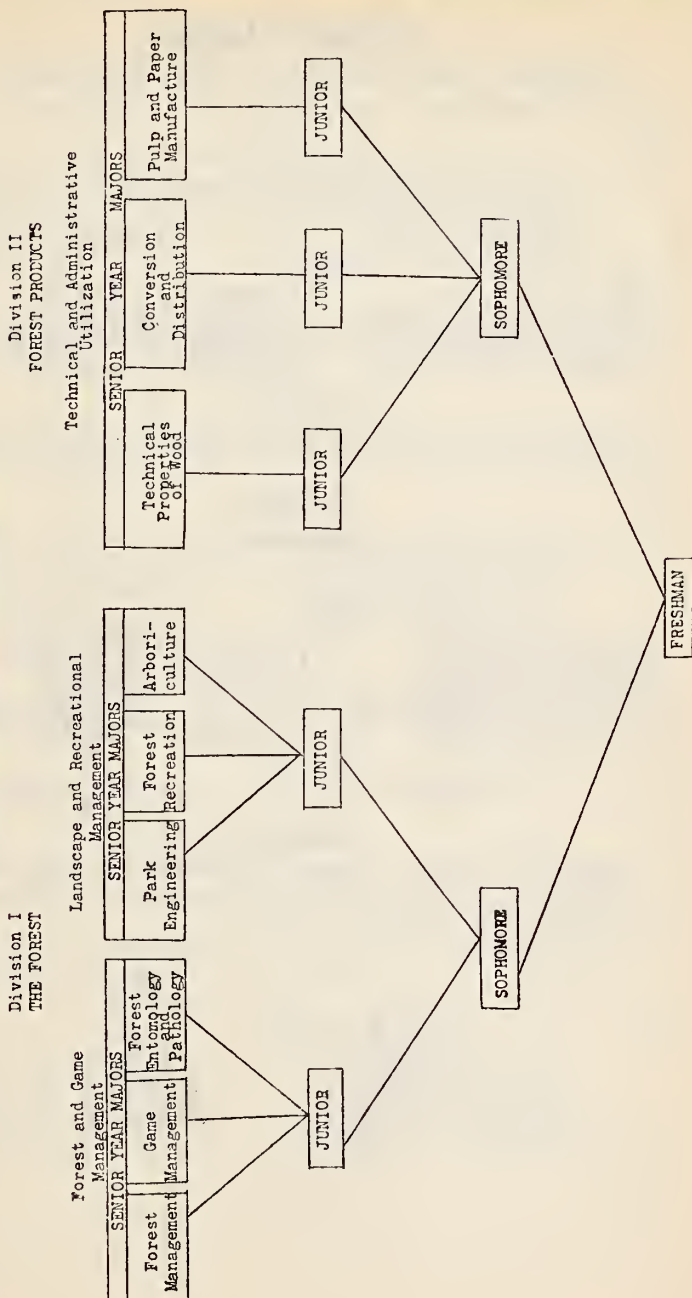 Division I
THE FOREST
Division II
FOREST PRODUCTS
Forest and Game
Management
SENIOR YEAR MAJORS
Forest
Management
Game
Management
Forest
Entomology
and
Pathology
Landscape and Recreational
Management
SENIOR YEAR MAJORS
Park
Engineering
Forest
Recreation
Arbori-
culture
Technical and Administrative
Utilization
SENIOR YEAR MAJORS
Technical
Properties
of Wood
Conversion
and
Distribution
Pulp and Paper
Manufacture
JUNIOR
JUNIOR
JUNIOR
JUNIOR
JUNIOR
SOPHOMORE
SOPHOMORE
FRESHMAN